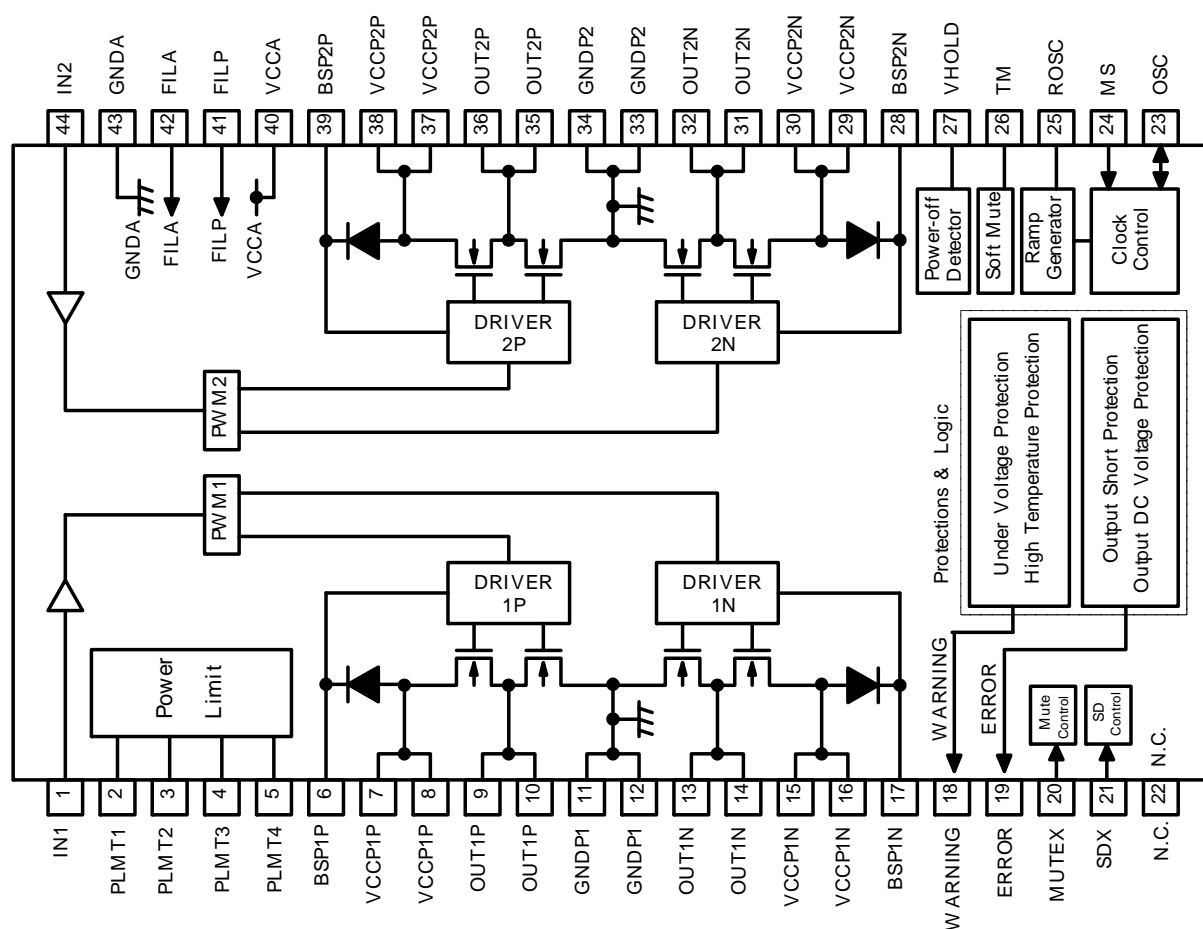 IN2
GNDA
FILA
FILP
VCCA
BSP2P
VCCP2P
VCCP2P
OUT2P
OUT2P
GNDP2
GNDP2
OUT2N
OUT2N
VCCP2N
VCCP2N
BSP2N
VHOLD
TM
ROSC
MS
OSC
44
43
42
41
40
39
38
37
36
35
34
33
32
31
30
29
28
27
26
25
24
23
GNDA
FILA
FILP
VCCA
Power-off
Detector
Soft Mute
Ramp
Generator
Clock
Control
DRIVER
2P
DRIVER
2N
PWM2
PWM1
DRIVER
1P
DRIVER
1N
Protections & Logic
Under Voltage Protection
High Temperature Protection
Output Short Protection
Output DC Voltage Protection
Power
Limit
WARNING
ERROR
Mute
Control
SD
Control
N.C.
1
2
3
4
5
6
7
8
9
10
11
12
13
14
15
16
17
18
19
20
21
22
IN1
PLMT1
PLMT2
PLMT3
PLMT4
BSP1P
VCCP1P
VCCP1P
OUT1P
OUT1P
GNDP1
GNDP1
OUT1N
OUT1N
VCCP1N
VCCP1N
BSP1N
WARNING
ERROR
MUTEX
SDX
N.C.